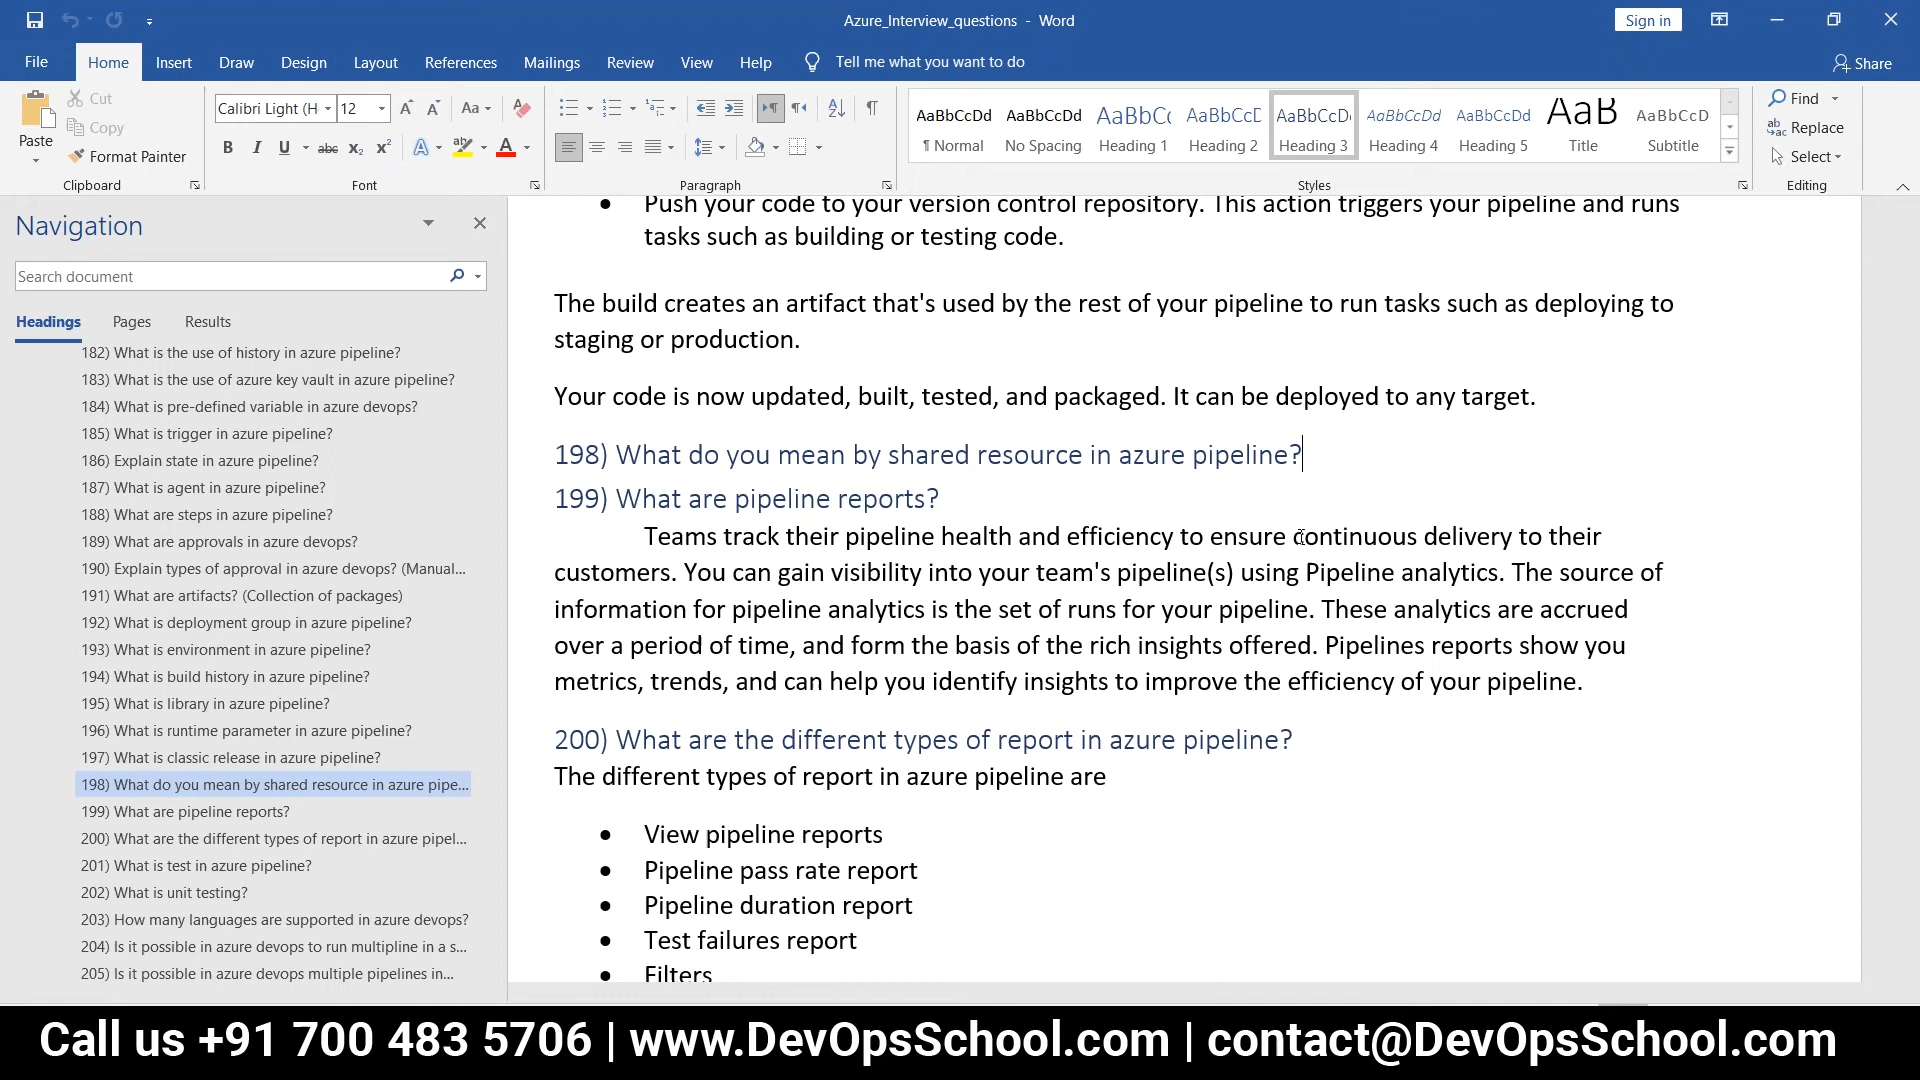 Azure_Interview_questions - Word
Sign in
File
Home
Insert
Draw
Design
Layout
References
Mailings
Review
View
Help
Tell me what you want to do
Share
Paste
Cut
Copy
Format Painter
Clipboard
Calibri Light (H
12
Font
Paragraph
AaBbCcDd
¶ Normal
AaBbCcDd
No Spacing
AaBbCc
Heading 1
AaBbCcD
Heading 2
AaBbCcD
Heading 3
AaBbCcDd
Heading 4
AaBbCcDd
Heading 5
AaB
Title
AaBbCcD
Subtitle
Styles
Find
Replace
Select
Editing
Navigation
Search document
Headings
Pages
Results
182) What is the use of history in azure pipeline?
183) What is the use of azure key vault in azure pipeline?
184) What is pre-defined variable in azure devops?
185) What is trigger in azure pipeline?
186) Explain state in azure pipeline?
187) What is agent in azure pipeline?
188) What are steps in azure pipeline?
189) What are approvals in azure devops?
190) Explain types of approval in azure devops? (Manual...
191) What are artifacts? (Collection of packages)
192) What is deployment group in azure pipeline?
193) What is environment in azure pipeline?
194) What is build history in azure pipeline?
195) What is library in azure pipeline?
196) What is runtime parameter in azure pipeline?
197) What is classic release in azure pipeline?
198) What do you mean by shared resource in azure pipe...
199) What are pipeline reports?
200) What are the different types of report in azure pipel...
201) What is test in azure pipeline?
202) What is unit testing?
203) How many languages are supported in azure devops?
204) Is it possible in azure devops to run multipline in a s...
205) Is it possible in azure devops multiple pipelines in...
• Push your code to your version control repository. This action triggers your pipeline and runs
tasks such as building or testing code.
The build creates an artifact that's used by the rest of your pipeline to run tasks such as deploying to
staging or production.
Your code is now updated, built, tested, and packaged. It can be deployed to any target.
198) What do you mean by shared resource in azure pipeline?
199) What are pipeline reports?
Teams track their pipeline health and efficiency to ensure continuous delivery to their
customers. You can gain visibility into your team's pipeline(s) using Pipeline analytics. The source of
information for pipeline analytics is the set of runs for your pipeline. These analytics are accrued
over a period of time, and form the basis of the rich insights offered. Pipelines reports show you
metrics, trends, and can help you identify insights to improve the efficiency of your pipeline.
200) What are the different types of report in azure pipeline?
The different types of report in azure pipeline are
• View pipeline reports
• Pipeline pass rate report
• Pipeline duration report
• Test failures report
• Filters
Call us +91 700 483 5706 | www.DevOpsSchool.com | contact@DevOpsSchool.com